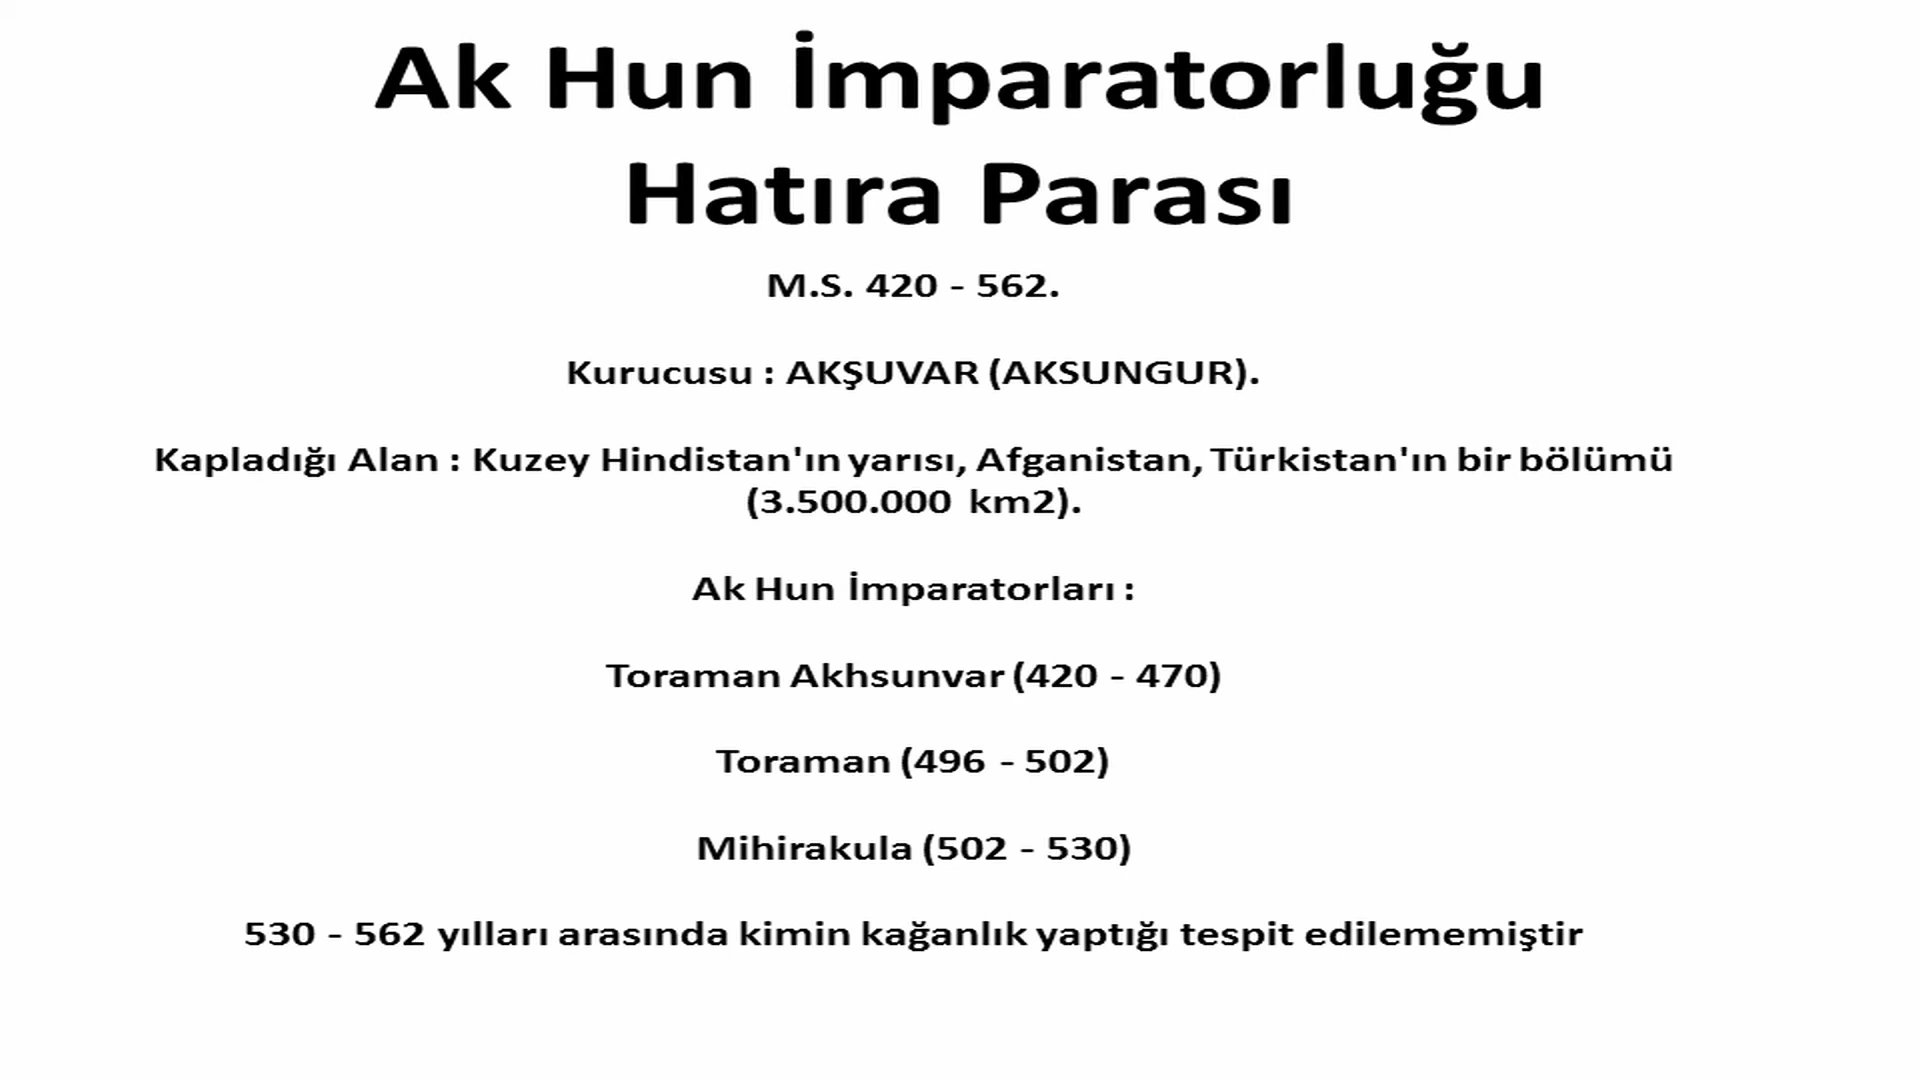 Ak Hun İmparatorluğu
Hatıra Parası
M.S. 420 - 562.
Kurucusu : AKŞUVAR (AKSUNGUR).
Kapladığı Alan : Kuzey Hindistan'ın yarısı, Afganistan, Türkistan'ın bir bölümü
(3.500.000 km2).
Ak Hun İmparatorları :
Toraman Akhsunvar (420 - 470)
Toraman (496 - 502)
Mihirakula (502 - 530)
530 - 562 yılları arasında kimin kağanlık yaptığı tespit edilememiştir